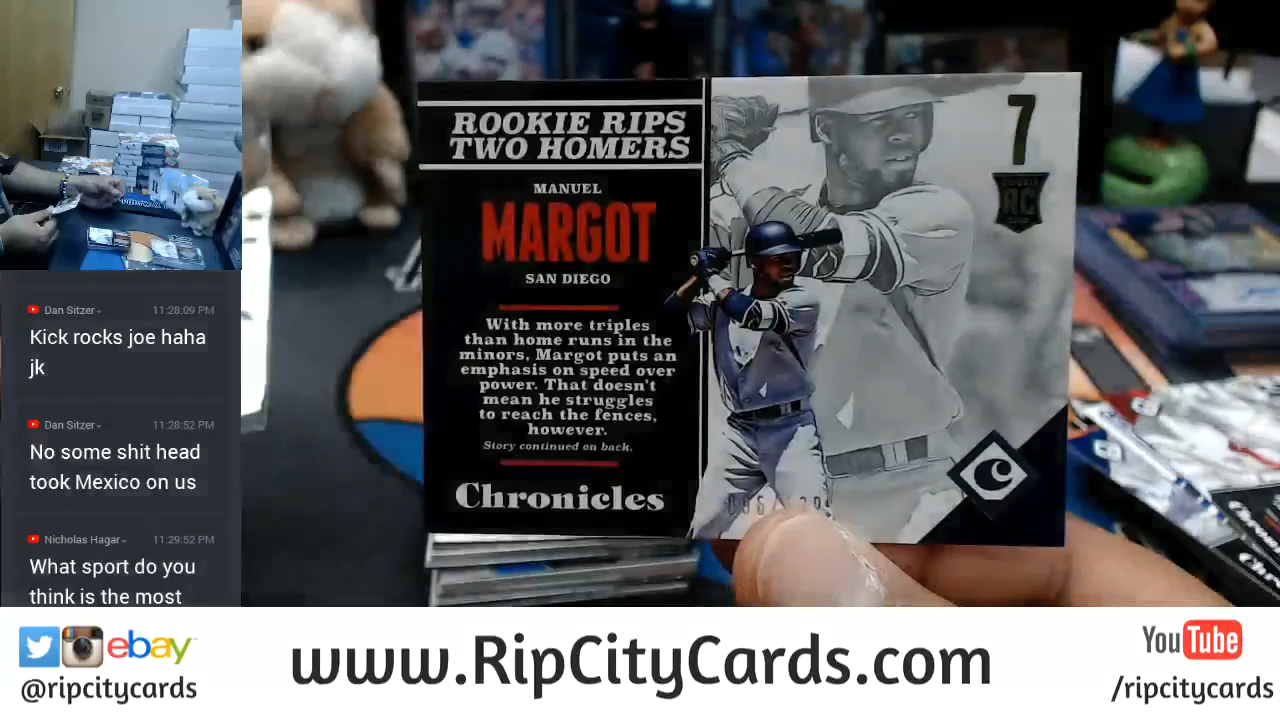 Dan Sitzer
11:28:09 PM
Kick rocks joe haha
jk
Dan Sitzer
11:28:52 PM
No some shit head
took Mexico on us
Nicholas Hagar
11:29:52 PM
What sport do you
think is the most
ROOKIE RIPS
TWO HOMERS
MANUEL
MARGOT
SAN DIEGO
With more triples
than home runs in the
minors, Margot puts an
emphasis on speed over
power. That doesn't
mean he struggles
to reach the fences,
however.
Story continued on back.
Chronicles
7
RC
C
ebay
@ripcitycards
www.RipCityCards.com
YouTube
/ripcitycards